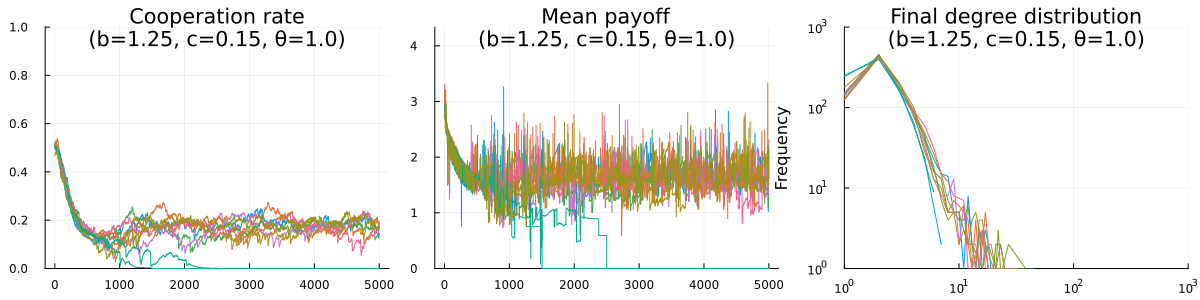 Cooperation rate
(b=1.25, c=0.15, θ=1.0)
1.0
0.8
0.6
0.4
0.2
0.0
0 1000 2000 3000 4000 5000
Mean payoff
(b=1.25, c=0.15, θ=1.0)
4
3
2
1
0
0 1000 2000 3000 4000 5000
Final degree distribution
(b=1.25, c=0.15, θ=1.0)
Frequency
10³
10²
10¹
10⁰
10⁰ 10¹ 10² 10³